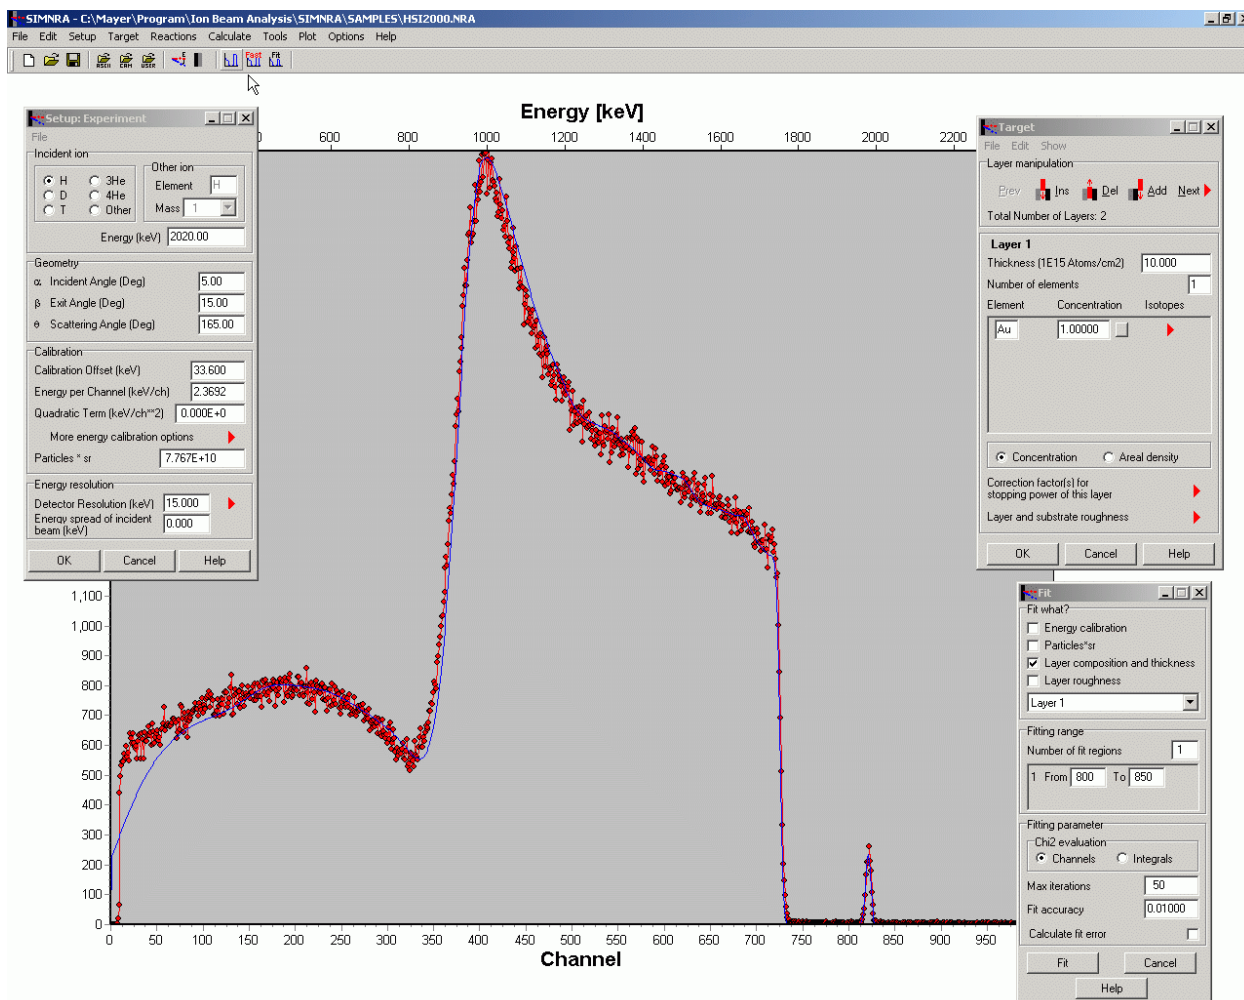 SIMNRA - C:\Mayer\Program\Ion Beam Analysis\SIMNRA\SAMPLES\HSI2000.NRA
File Edit Setup Target Reactions Calculate Tools Plot Options Help
ASCII CAM USER E Fast Fit
Energy [keV]
800 1000 1200 1400 1600 1800 2000 2200
Setup: Experiment
File
Incident ion
H 3He
D 4He
T Other
Other ion
Element H
Mass 1
Energy (keV) 2020.00
Geometry
α Incident Angle (Deg) 5.00
β Exit Angle (Deg) 15.00
θ Scattering Angle (Deg) 165.00
Calibration
Calibration Offset (keV) 33.600
Energy per Channel (keV/ch) 2.3692
Quadratic Term (keV/ch**2) 0.000E+0
More energy calibration options
Particles * sr 7.767E+10
Energy resolution
Detector Resolution (keV) 15.000
Energy spread of incident
beam (keV) 0.000
OK Cancel Help
Target
File Edit Show
Layer manipulation
Prev Ins Del Add Next
Total Number of Layers: 2
Layer 1
Thickness (1E15 Atoms/cm2) 10.000
Number of elements 1
Element Concentration Isotopes
Au 1.00000
Concentration Areal density
Correction factor(s) for
stopping power of this layer
Layer and substrate roughness
OK Cancel Help
Fit
Fit what?
Energy calibration
Particles*sr
Layer composition and thickness
Layer roughness
Layer 1
Fitting range
Number of fit regions 1
1 From 800 To 850
Fitting parameter
Chi2 evaluation
Channels Integrals
Max iterations 50
Fit accuracy 0.01000
Calculate fit error
Fit Cancel
Help
1,100
1,000
900
800
700
600
500
400
300
200
100
0
0 50 100 150 200 250 300 350 400 450 500 550 600 650 700 750 800 850 900 950
Channel